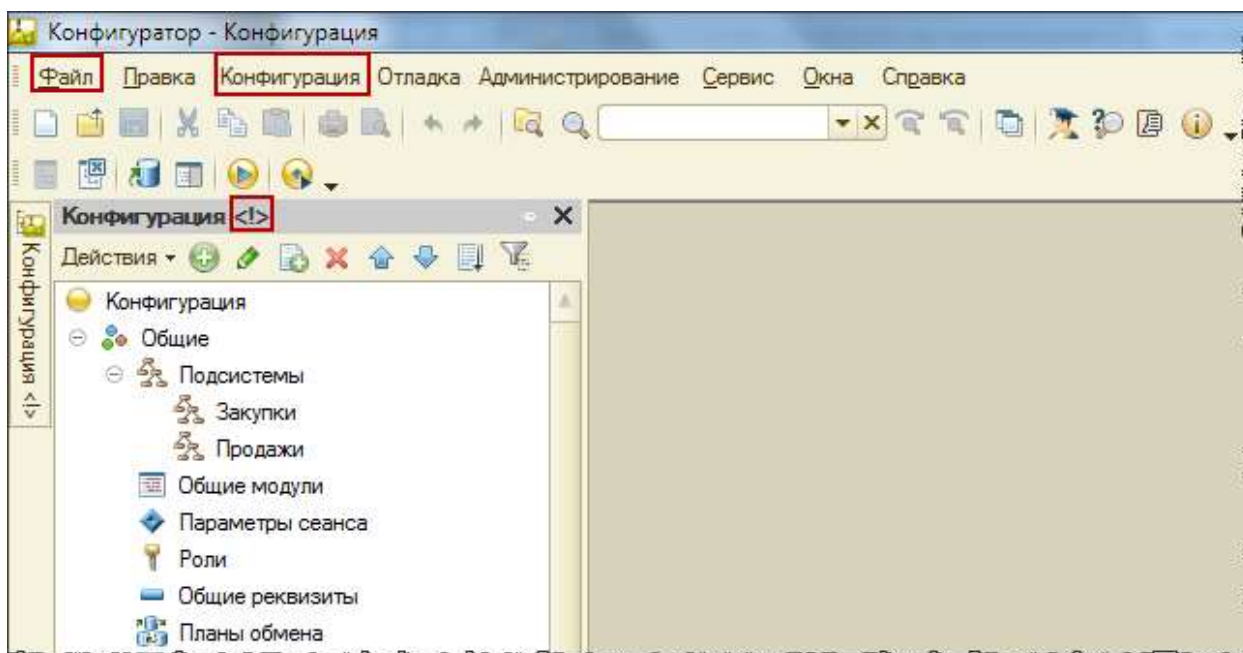 Конфигуратор - Конфигурация
Файл Правка Конфигурация Отладка Администрирование Сервис Окна Справка
Конфигурация <!>
Действия
Конфигурация
Общие
Подсистемы
Закупки
Продажи
Общие модули
Параметры сеанса
Роли
Общие реквизиты
Планы обмена
Конфигурация <!>